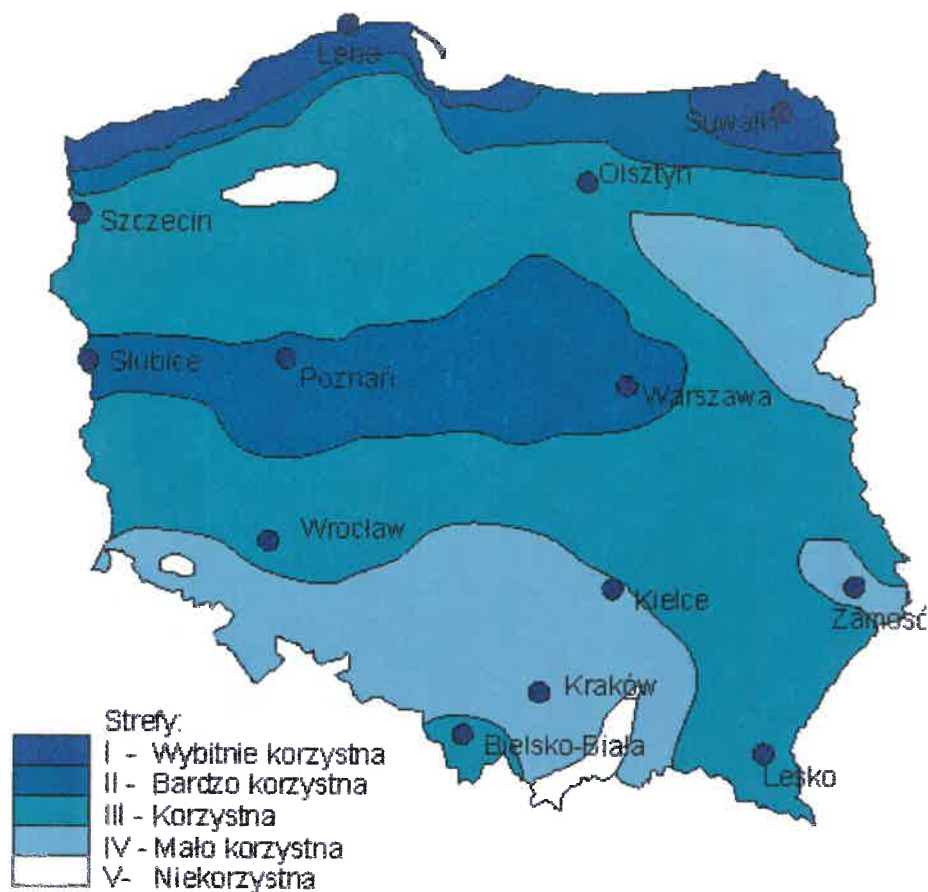 Łeba
Suwałki
Olsztyn
Szczecin
Słubice
Poznań
Warszawa
Wrocław
Kielce
Zamość
Kraków
Bielsko-Biała
Lesko
Strefy:
I - Wybitnie korzystna
II - Bardzo korzystna
III - Korzystna
IV - Mało korzystna
V- Niekorzystna